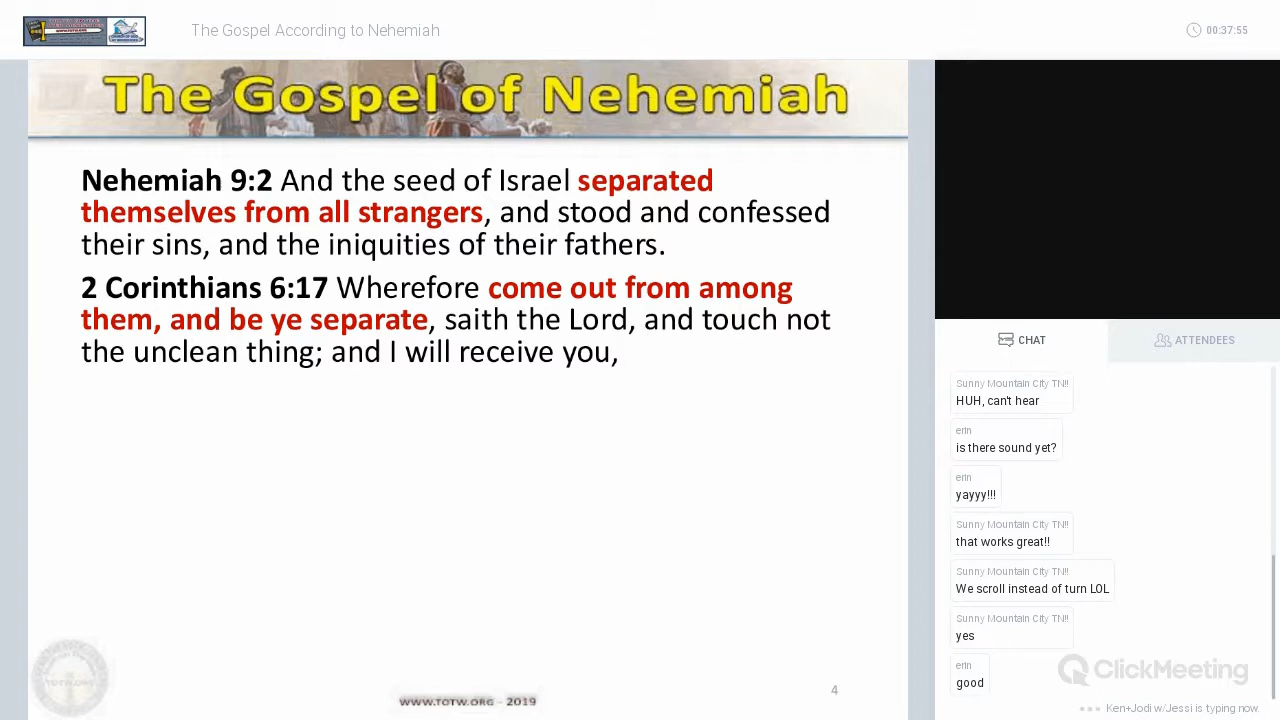 WWW.TOTW.ORG
The Gospel According to Nehemiah
00:37:55
The Gospel of Nehemiah
Nehemiah 9:2 And the seed of Israel separated
themselves from all strangers, and stood and confessed
their sins, and the iniquities of their fathers.
2 Corinthians 6:17 Wherefore come out from among
them, and be ye separate, saith the Lord, and touch not
the unclean thing; and I will receive you,
TOTW.ORG
WWW.TOTW.ORG - 2019
4
CHAT
ATTENDEES
Sunny Mountain City TN!!
HUH, can't hear
erin
is there sound yet?
erin
yayyy!!!
Sunny Mountain City TN!!
that works great!!
Sunny Mountain City TN!!
We scroll instead of turn LOL
Sunny Mountain City TN!!
yes
erin
good
ClickMeeting
Ken+Jodi w/Jessi is typing now.